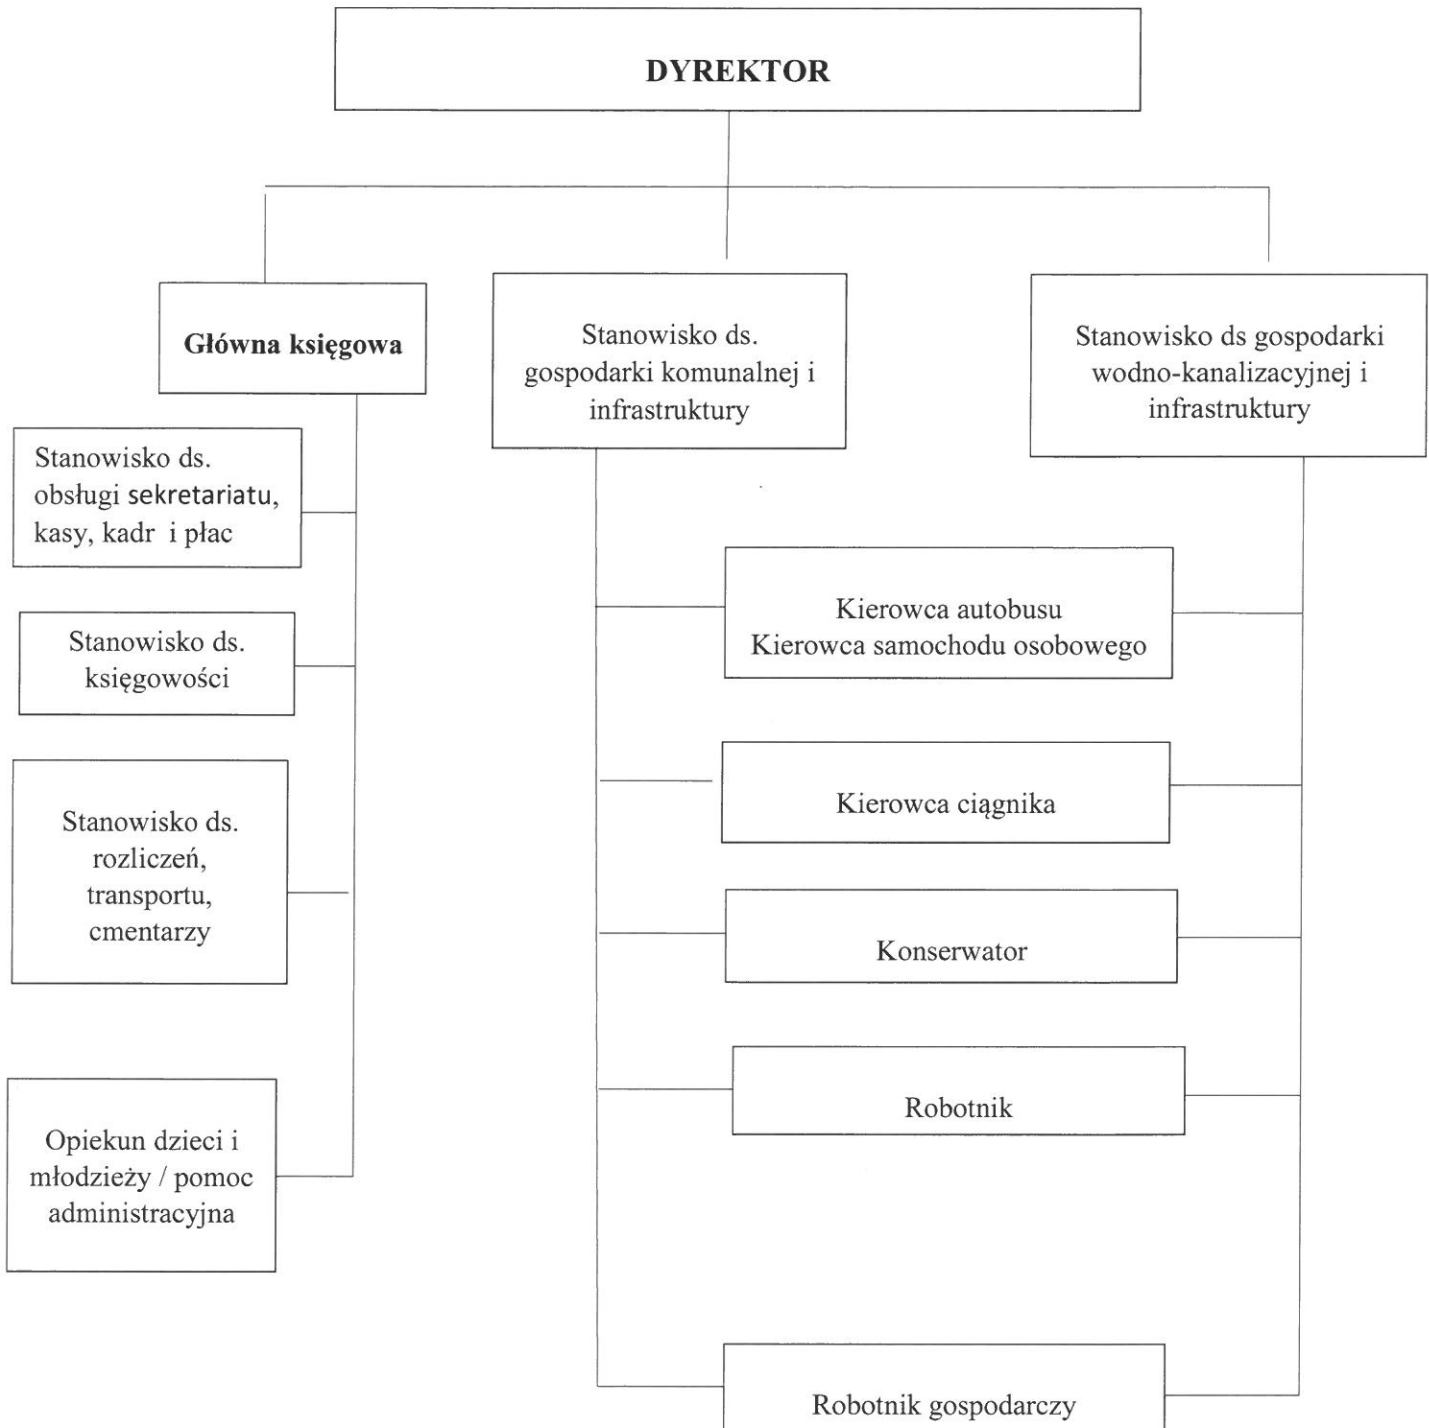 DYREKTOR
Główna księgowa
Stanowisko ds.
gospodarki komunalnej i
infrastruktury
Stanowisko ds gospodarki
wodno-kanalizacyjnej i
infrastruktury
Stanowisko ds.
obsługi sekretariatu,
kasy, kadr i płac
Stanowisko ds.
księgowości
Stanowisko ds.
rozliczeń,
transportu,
cmentarzy
Opiekun dzieci i
młodzieży / pomoc
administracyjna
Kierowca autobusu
Kierowca samochodu osobowego
Kierowca ciągnika
Konserwator
Robotnik
Robotnik gospodarczy